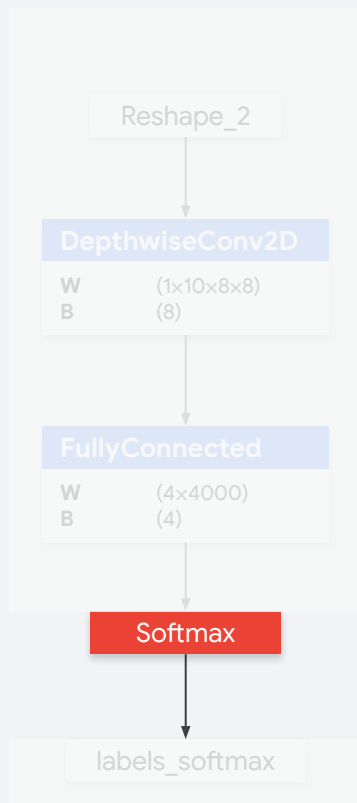 Reshape_2
DepthwiseConv2D
W (1×10×8×8)
B (8)
FullyConnected
W (4×4000)
B (4)
Softmax
labels_softmax